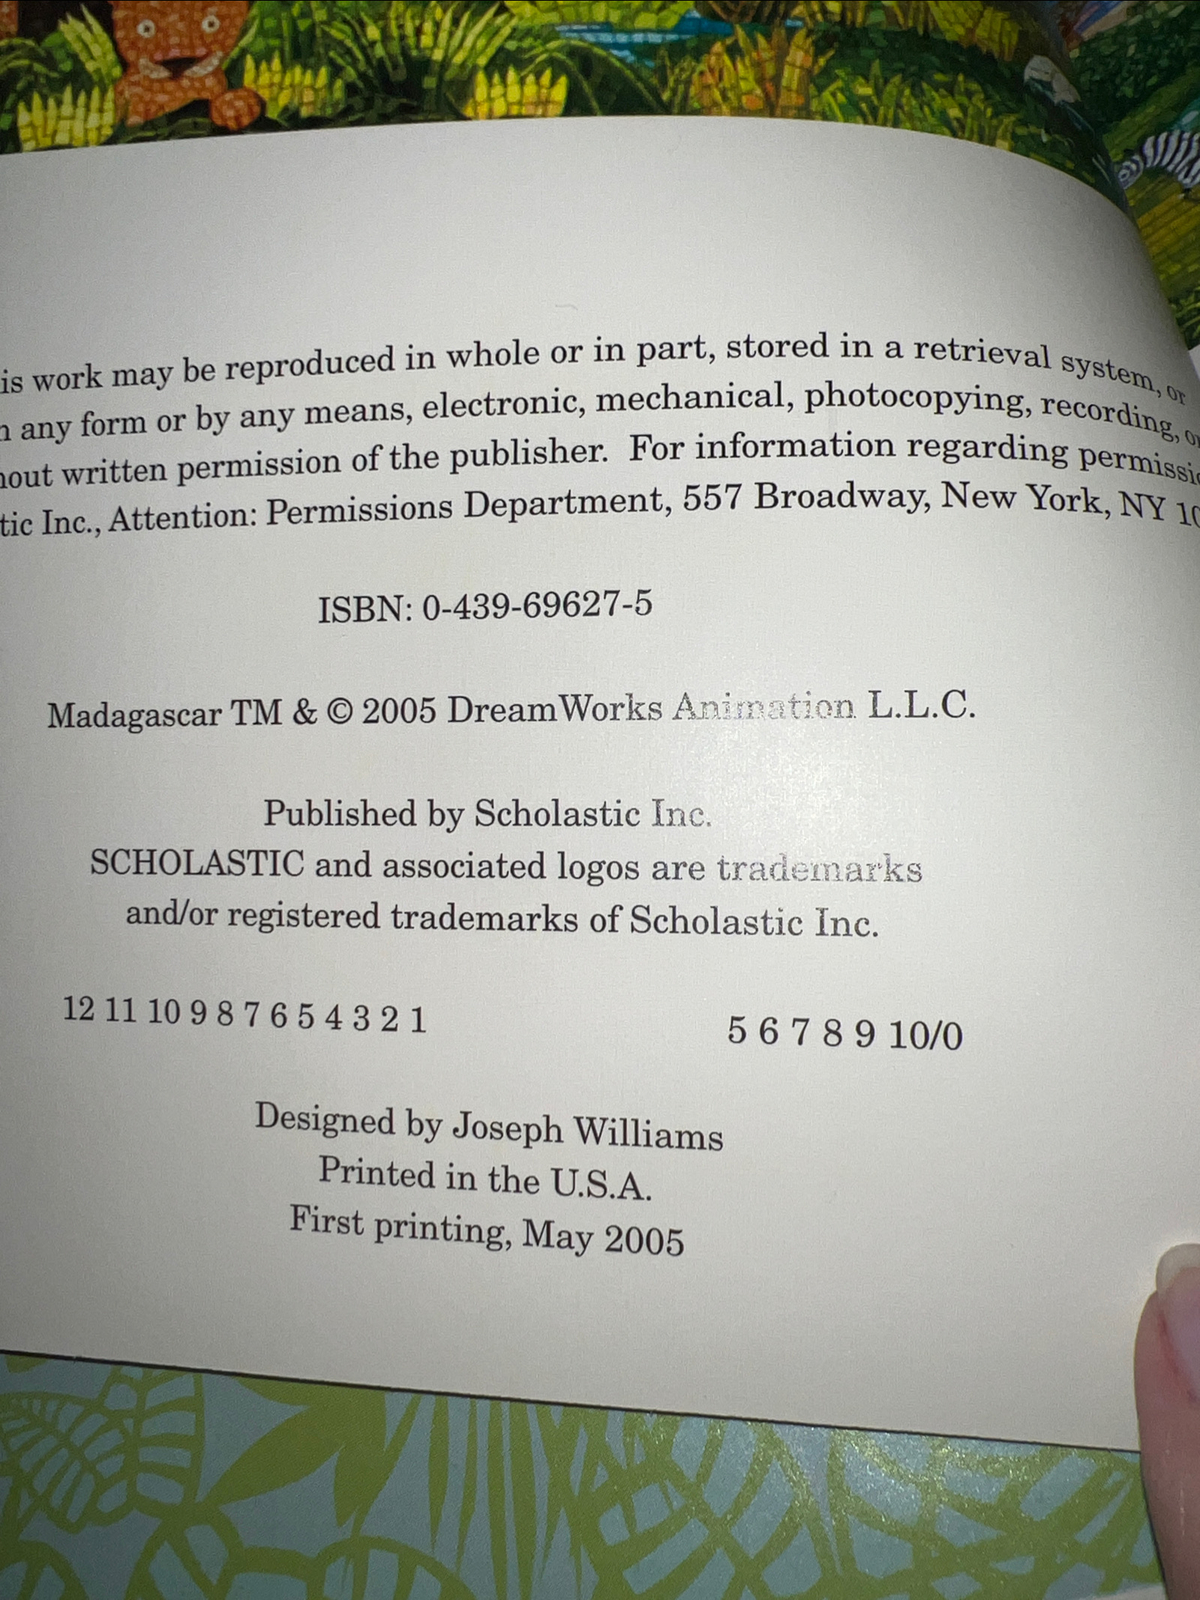 is work may be reproduced in whole or in part, stored in a retrieval system, or
any form or by any means, electronic, mechanical, photocopying, recording, or
out written permission of the publisher. For information regarding
tic Inc., Attention: Permissions Department, 557 Broadway, New York, NY
ISBN: 0-439-69627-5
Madagascar TM & © 2005 DreamWorks Animation L.L.C.
Published by Scholastic Inc.
SCHOLASTIC and associated logos are trademarks
and/or registered trademarks of Scholastic Inc.
12 11 10 9 8 7 6 5 4 3 2 1 5 6 7 8 9 10/0
Designed by Joseph Williams
Printed in the U.S.A.
First printing, May 2005